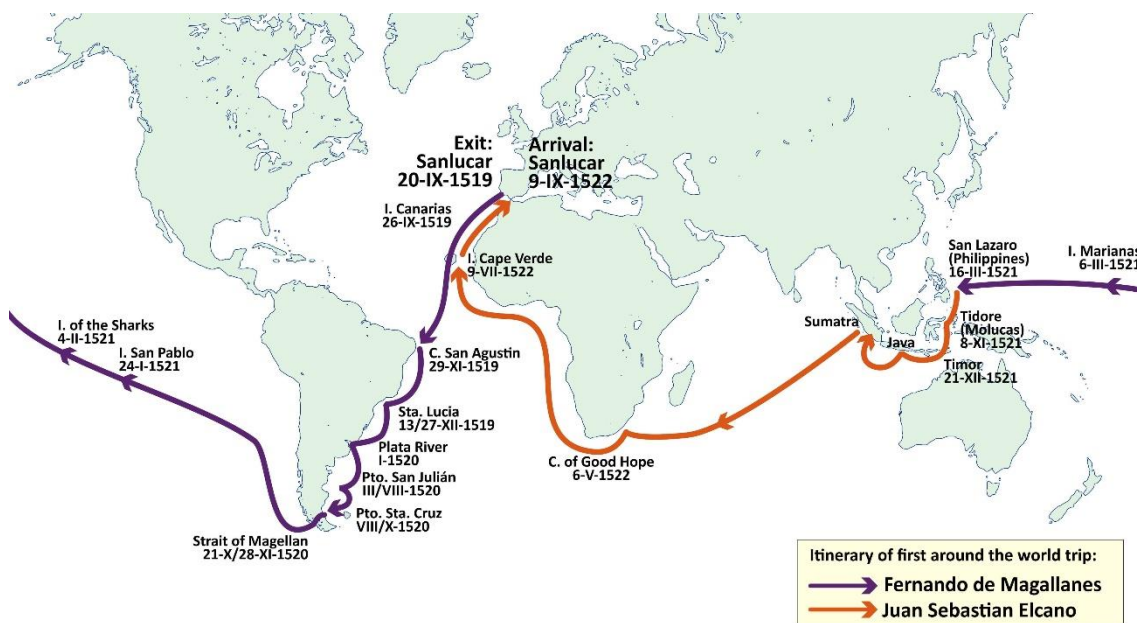 Exit:
Sanlucar
20-IX-1519
Arrival:
Sanlucar
9-IX-1522
I. Canarias
26-IX-1519
I. Cape Verde
9-VII-1522
San Lazaro
(Philippines)
16-III-1521
I. Marianas
6-III-1521
I. of the Sharks
4-II-1521
I. San Pablo
24-I-1521
C. San Agustin
29-XI-1519
Sumatra
Java
Tidore
(Molucas)
8-XI-1521
Timor
21-XII-1521
Sta. Lucia
13/27-XII-1519
Plata River
I-1520
Pto. San Julián
III/VIII-1520
Pto. Sta. Cruz
VIII/X-1520
C. of Good Hope
6-V-1522
Strait of Magellan
21-X/28-XI-1520
Itinerary of first around the world trip:
Fernando de Magallanes
Juan Sebastian Elcano